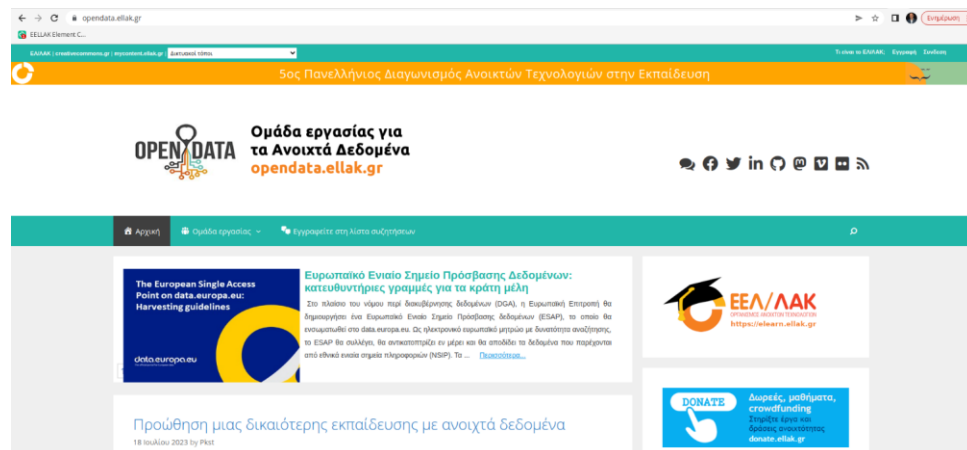 opendata.ellak.gr
Ενημέρωση
EELLAK Element C...
ΕΛ/ΛΑΚ | creativecommons.gr | mycontent.ellak.gr | Δικτυακοί τόποι
Τι είναι το ΕΛ/ΛΑΚ; Εγγραφή Σύνδεση
5ος Πανελλήνιος Διαγωνισμός Ανοικτών Τεχνολογιών στην Εκπαίδευση
OPEN DATA
Ομάδα εργασίας για
τα Ανοιχτά Δεδομένα
opendata.ellak.gr
Αρχική Ομάδα εργασίας Εγγραφείτε στη λίστα συζητήσεων
The European Single Access
Point on data.europa.eu:
Harvesting guidelines
data.europa.eu
Ευρωπαϊκό Ενιαίο Σημείο Πρόσβασης Δεδομένων:
κατευθυντήριες γραμμές για τα κράτη μέλη
Στο πλαίσιο του νόμου περί διακυβέρνησης δεδομένων (DGA), η Ευρωπαϊκή Επιτροπή θα
δημιουργήσει ένα Ευρωπαϊκό Ενιαίο Σημείο Πρόσβασης Δεδομένων (ESAP), το οποίο θα
ενσωματωθεί στο data.europa.eu. Ως ηλεκτρονικό ευρωπαϊκό μητρώο με δυνατότητα αναζήτησης,
το ESAP θα συλλέγει, θα αντικατοπτρίζει εν μέρει και θα αποδίδει τα δεδομένα που παρέχονται
από εθνικά ενιαία σημεία πληροφοριών (NSIP). Το ... Περισσότερα...
ΕΕΛ/ΛΑΚ
ΟΡΓΑΝΙΣΜΟΣ ΑΝΟΙΧΤΩΝ ΤΕΧΝΟΛΟΓΙΩΝ
https://elearn.ellak.gr
Προώθηση μιας δικαιότερης εκπαίδευσης με ανοιχτά δεδομένα
18 Ιουλίου 2023 by Pkst
DONATE
Δωρεές, μαθήματα,
crowdfunding
Στηρίξτε έργα και
δράσεις ανοιχτότητας
donate.ellak.gr